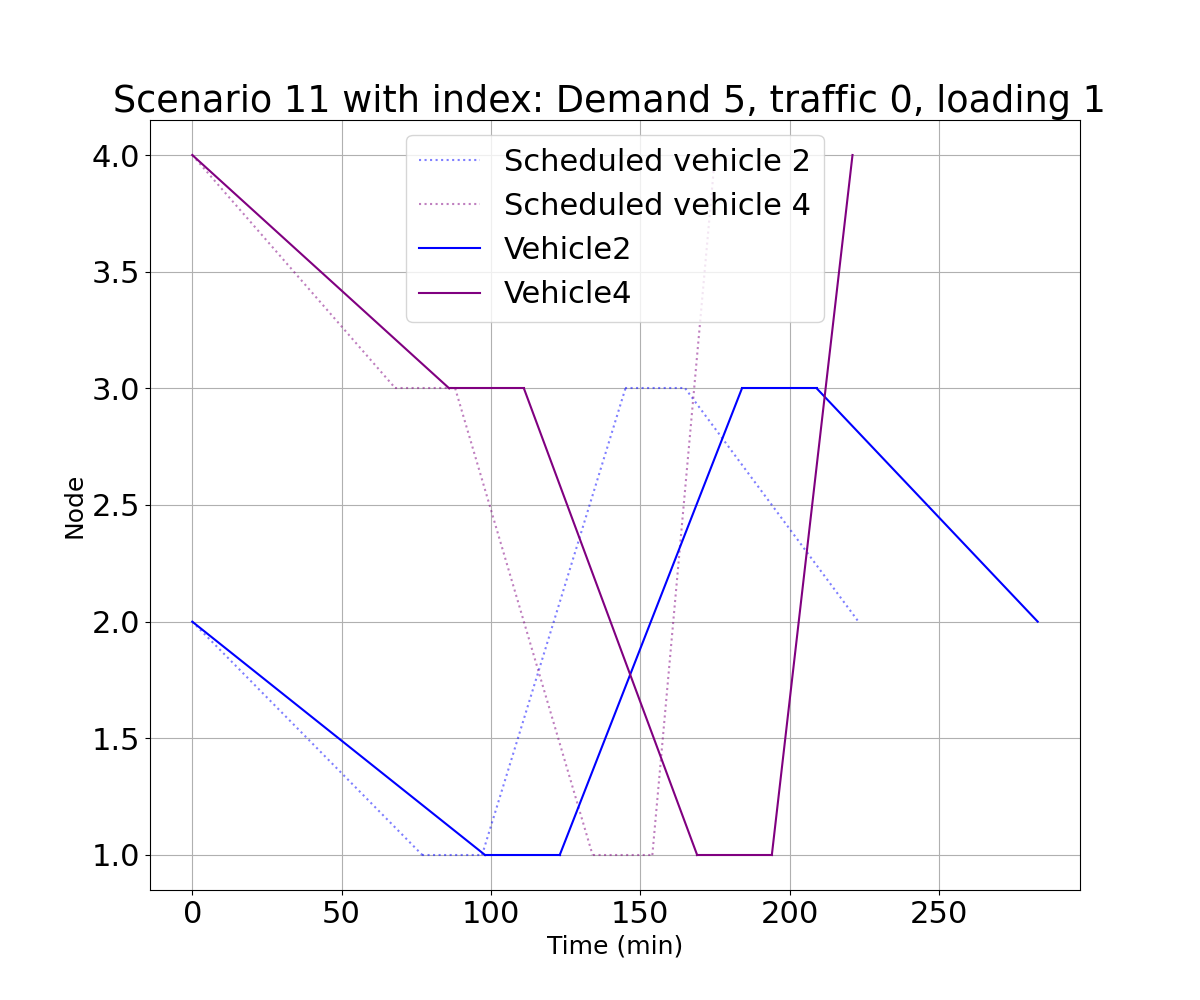 Scenario 11 with index: Demand 5, traffic 0, loading 1
Scheduled vehicle 2
Scheduled vehicle 4
Vehicle2
Vehicle4
4.0
3.5
3.0
2.5
2.0
1.5
1.0
Node
0 50 100 150 200 250
Time (min)